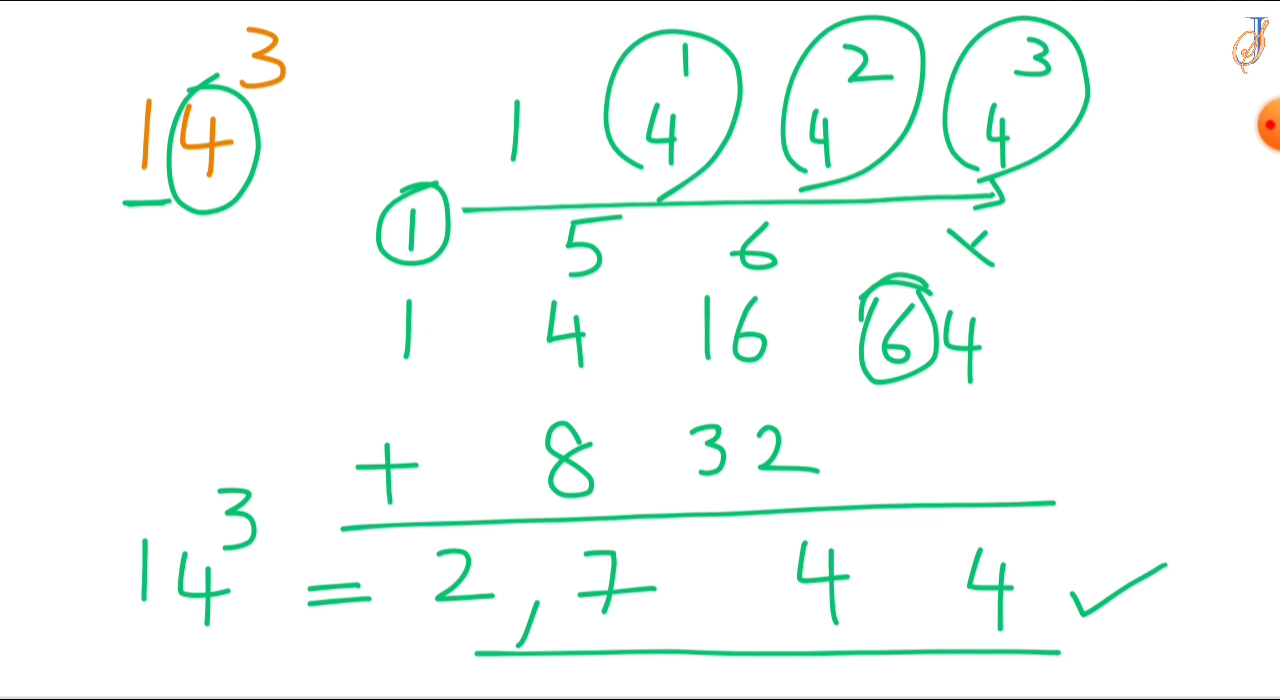 14³ 1 4¹ 4² 4³
1 5 6 x
1 4 16 64
+ 8 32
14³ = 2,7 4 4 ✓